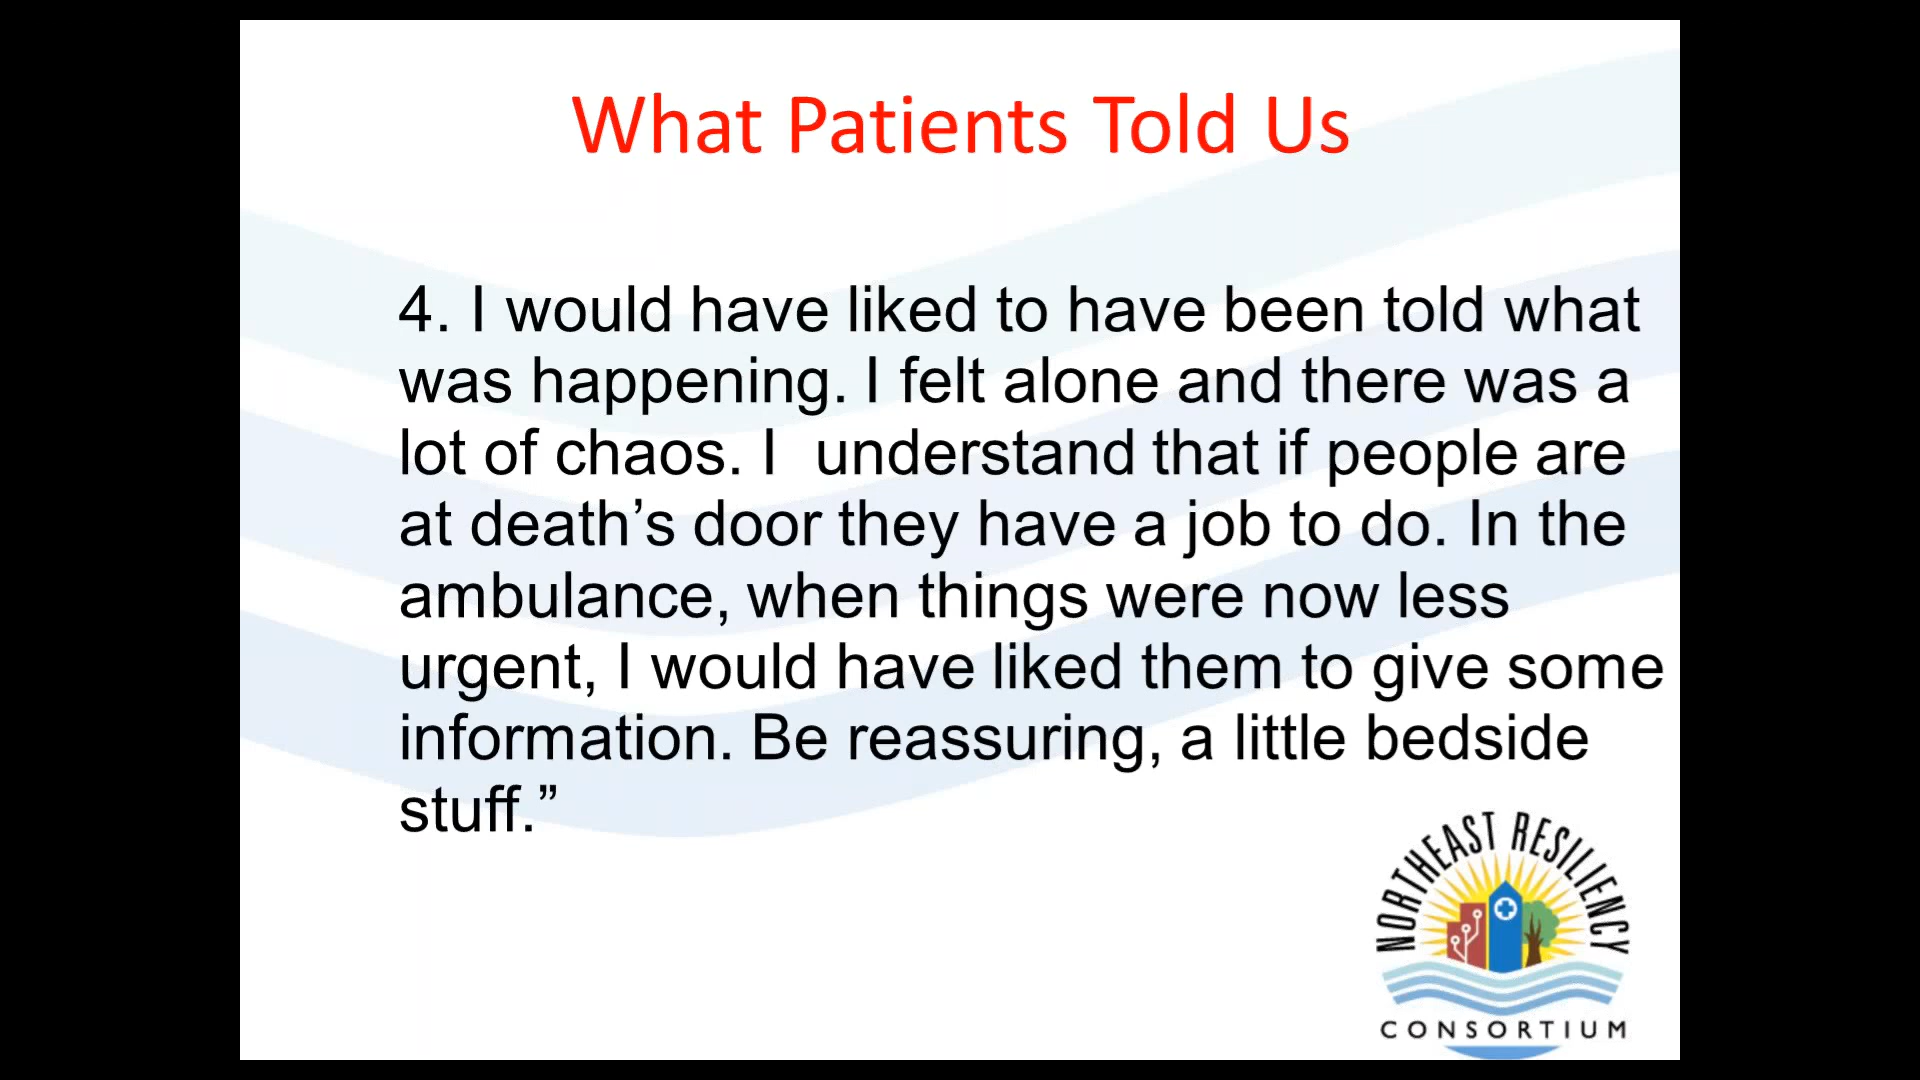 What Patients Told Us
4. I would have liked to have been told what
was happening. I felt alone and there was a
lot of chaos. I  understand that if people are
at death’s door they have a job to do. In the
ambulance, when things were now less
urgent, I would have liked them to give some
information. Be reassuring, a little bedside
stuff.”
NORTHEAST RESILIENCY
CONSORTIUM